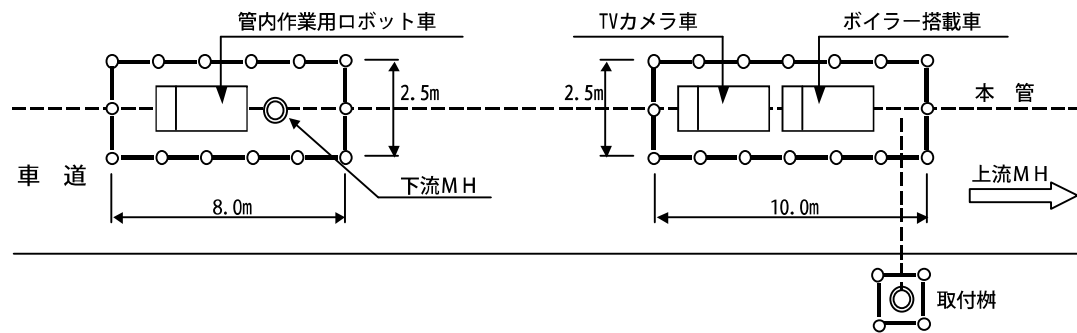 管内作業用ロボット車
TVカメラ車
ボイラー搭載車
2.5m
2.5m
本 管
車 道
下流MH
上流MH
8.0m
10.0m
取付桝